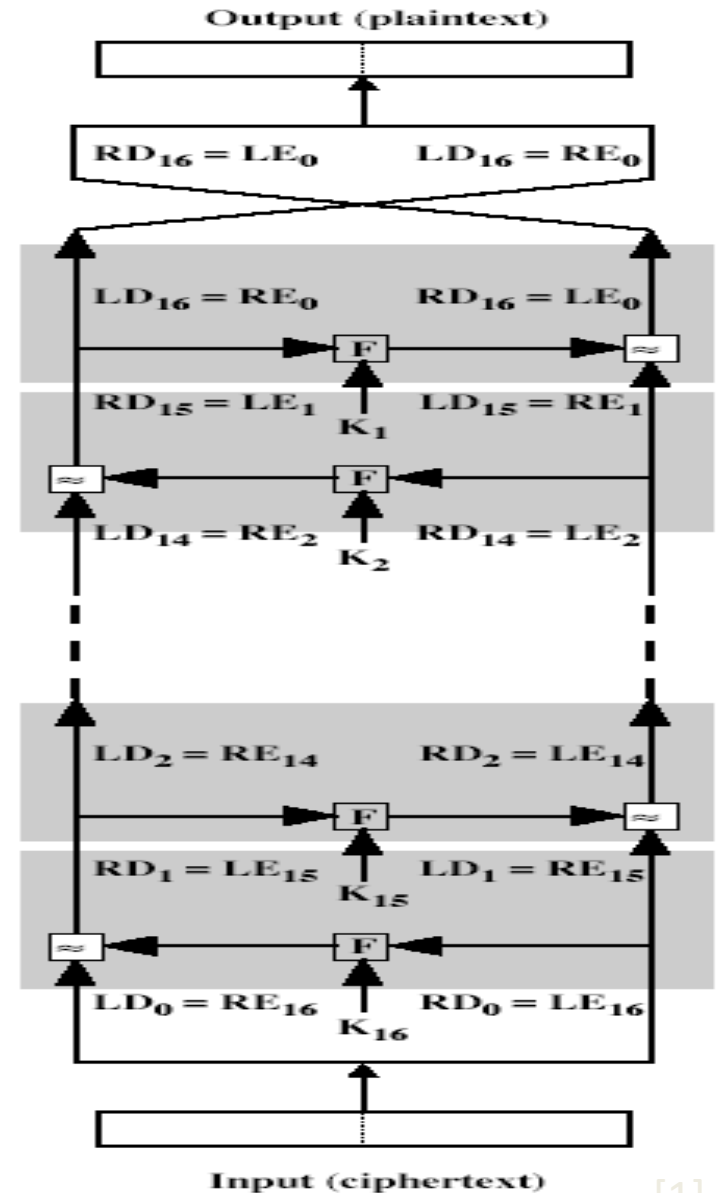 Output (plaintext)
RD₁₆ = LE₀ LD₁₆ = RE₀
LD₁₆ = RE₀ RD₁₆ = LE₀
F ≈
RD₁₅ = LE₁ LD₁₅ = RE₁
K₁
≈ F
LD₁₄ = RE₂ RD₁₄ = LE₂
K₂
LD₂ = RE₁₄ RD₂ = LE₁₄
F ≈
RD₁ = LE₁₅ LD₁ = RE₁₅
K₁₅
≈ F
LD₀ = RE₁₆ RD₀ = LE₁₆
K₁₆
Input (ciphertext)
[1]